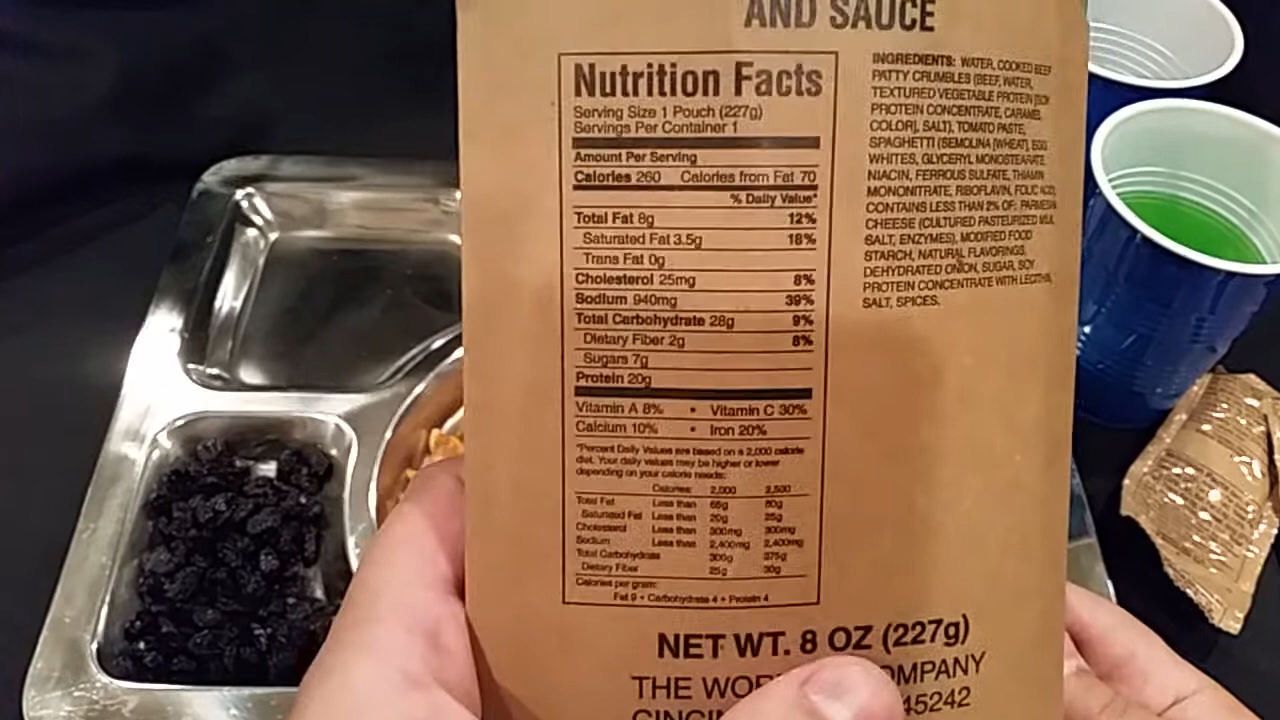 AND SAUCE
Nutrition Facts
Serving Size 1 Pouch (227g)
Servings Per Container 1
Amount Per Serving
Calories 260 Calories from Fat 70
% Daily Value*
Total Fat 8g 12%
Saturated Fat 3.5g 18%
Trans Fat 0g
Cholesterol 25mg 8%
Sodium 940mg 39%
Total Carbohydrate 28g 9%
Dietary Fiber 2g 8%
Sugars 7g
Protein 20g
Vitamin A 8% • Vitamin C 30%
Calcium 10% • Iron 20%
*Percent Daily Values are based on a 2,000 calorie
diet. Your daily values may be higher or lower
depending on your calorie needs:
Calories: 2,000 2,500
Total Fat Less than 65g 80g
Saturated Fat Less than 20g 25g
Cholesterol Less than 300mg 300mg
Sodium Less than 2,400mg 2,400mg
Total Carbohydrate 300g 375g
Dietary Fiber 25g 30g
Calories per gram:
Fat 9 • Carbohydrate 4 • Protein 4
INGREDIENTS: WATER, COOKED BEEF
PATTY CRUMBLES (BEEF, WATER,
TEXTURED VEGETABLE PROTEIN [SOY
PROTEIN CONCENTRATE, CARAMEL
COLOR], SALT), TOMATO PASTE,
SPAGHETTI (SEMOLINA [WHEAT], EGG
WHITES, GLYCERYL MONOSTEARATE,
NIACIN, FERROUS SULFATE, THIAMIN
MONONITRATE, RIBOFLAVIN, FOLIC ACID),
CONTAINS LESS THAN 2% OF: PARMESAN
CHEESE (CULTURED PASTEURIZED MILK,
SALT, ENZYMES), MODIFIED FOOD
STARCH, NATURAL FLAVORINGS,
DEHYDRATED ONION, SUGAR, SOY
PROTEIN CONCENTRATE WITH LECITHIN,
SALT, SPICES.
NET WT. 8 OZ (227g)
THE WOR OMPANY
CINCIN 45242